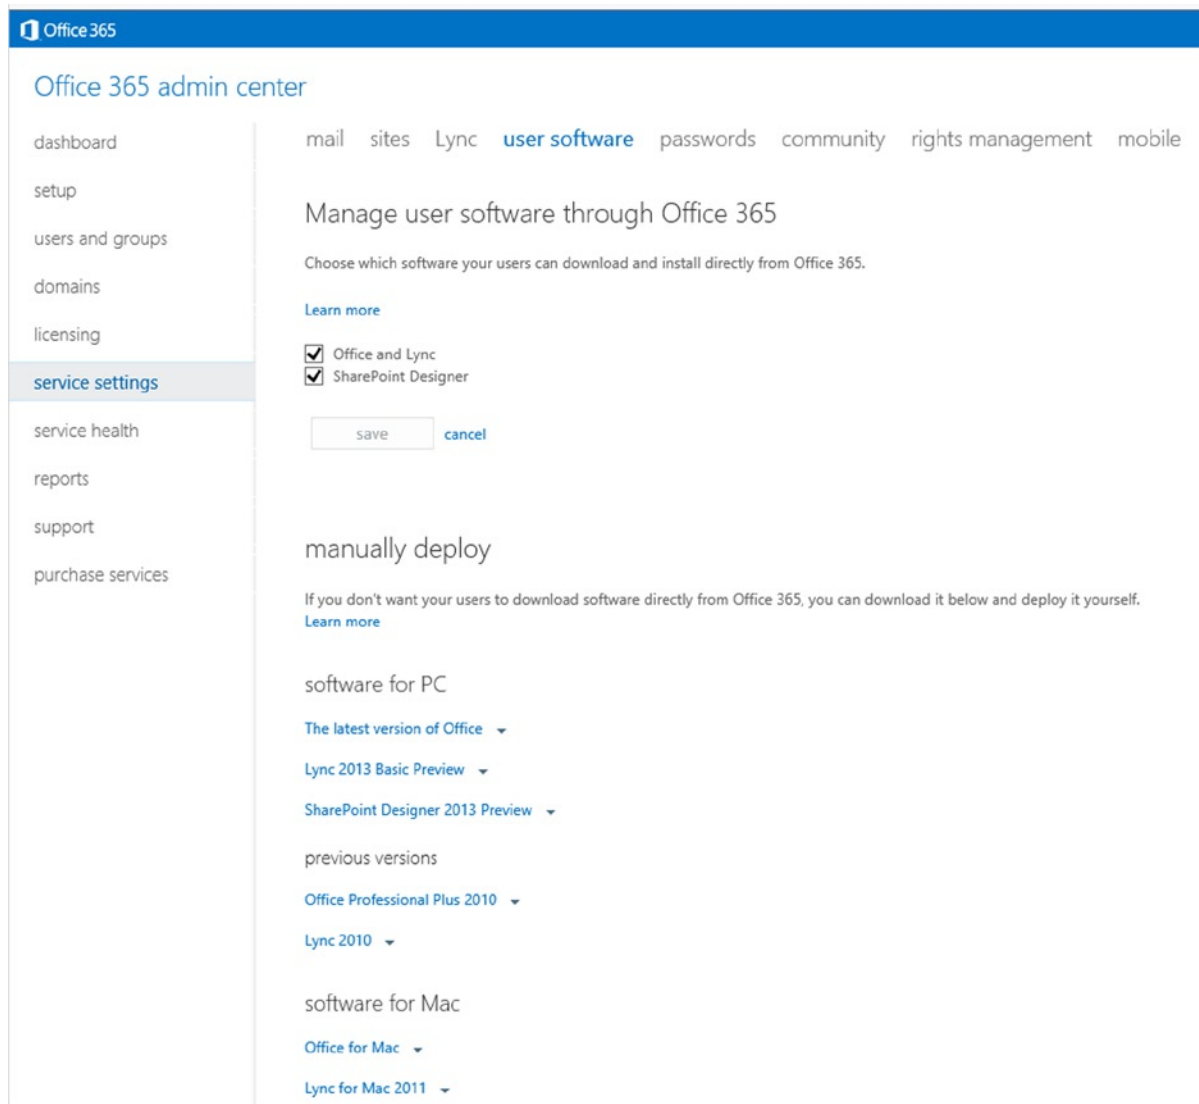 Office 365
Office 365 admin center
dashboard
setup
users and groups
domains
licensing
service settings
service health
reports
support
purchase services
mail sites Lync user software passwords community rights management mobile
Manage user software through Office 365
Choose which software your users can download and install directly from Office 365.
Learn more
Office and Lync
SharePoint Designer
save cancel
manually deploy
If you don't want your users to download software directly from Office 365, you can download it below and deploy it yourself.
Learn more
software for PC
The latest version of Office
Lync 2013 Basic Preview
SharePoint Designer 2013 Preview
previous versions
Office Professional Plus 2010
Lync 2010
software for Mac
Office for Mac
Lync for Mac 2011